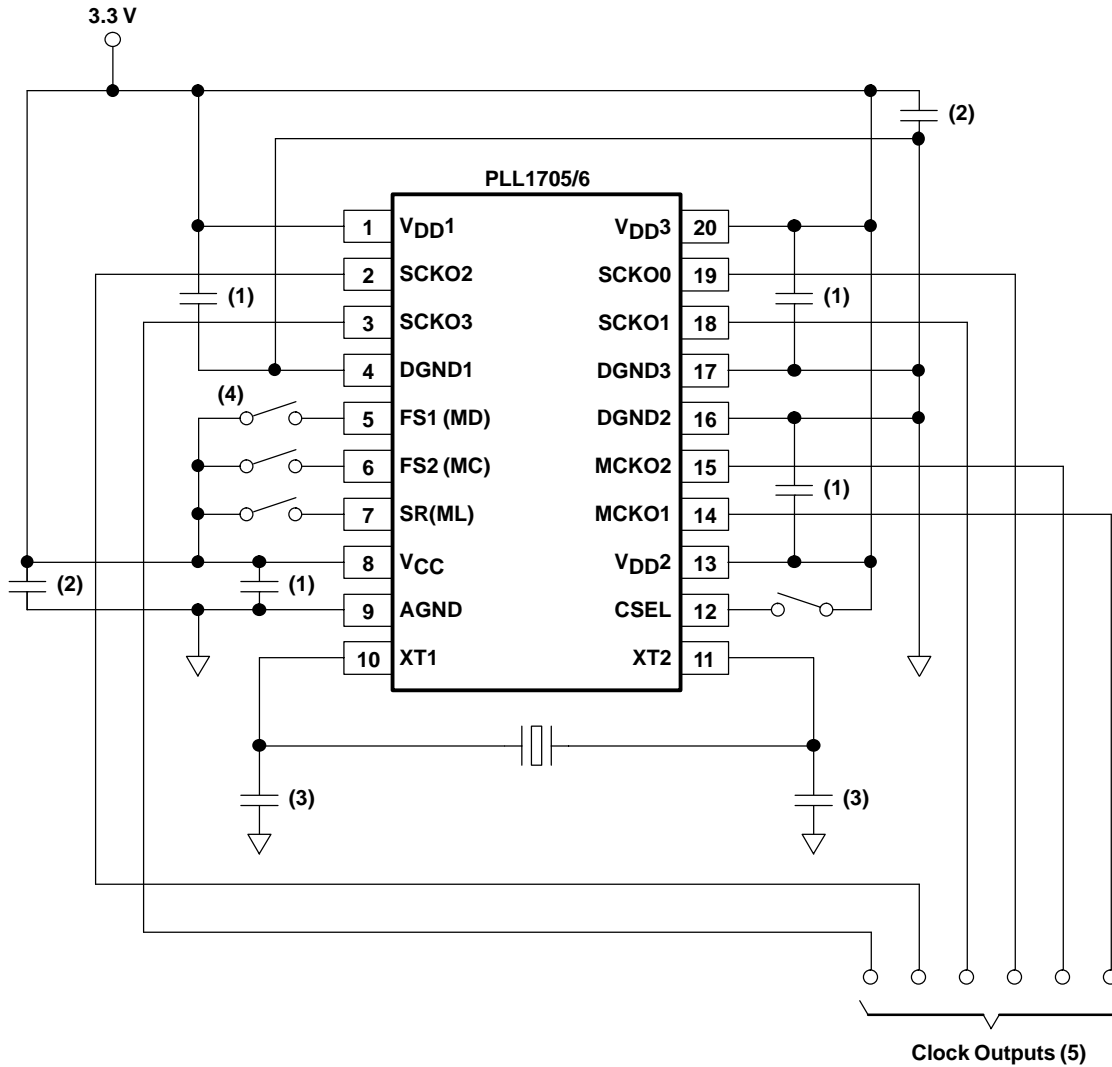 3.3 V
(2)
PLL1705/6
1 VDD1 VDD3 20
2 SCKO2 SCKO0 19
(1) (1)
3 SCKO3 SCKO1 18
4 DGND1 DGND3 17
(4)
5 FS1 (MD) DGND2 16
6 FS2 (MC) MCKO2 15
(1)
7 SR(ML) MCKO1 14
8 VCC VDD2 13
(2) (1)
9 AGND CSEL 12
10 XT1 XT2 11
(3) (3)
Clock Outputs (5)